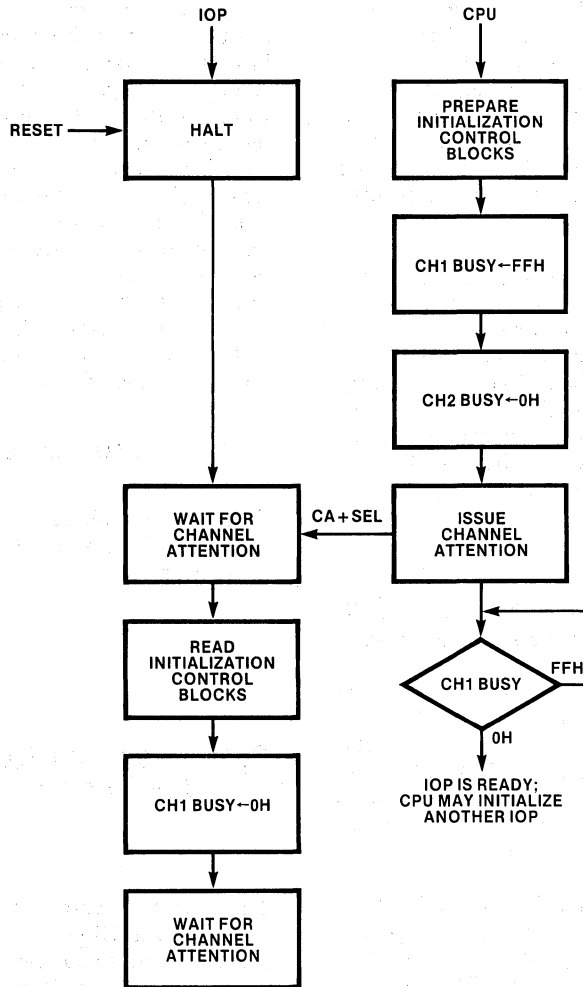 IOP
RESET
HALT
WAIT FOR
CHANNEL
ATTENTION
READ
INITIALIZATION
CONTROL
BLOCKS
CH1 BUSY←0H
WAIT FOR
CHANNEL
ATTENTION
CPU
PREPARE
INITIALIZATION
CONTROL
BLOCKS
CH1 BUSY←FFH
CH2 BUSY←0H
CA+SEL
ISSUE
CHANNEL
ATTENTION
CH1 BUSY
FFH
0H
IOP IS READY;
CPU MAY INITIALIZE
ANOTHER IOP